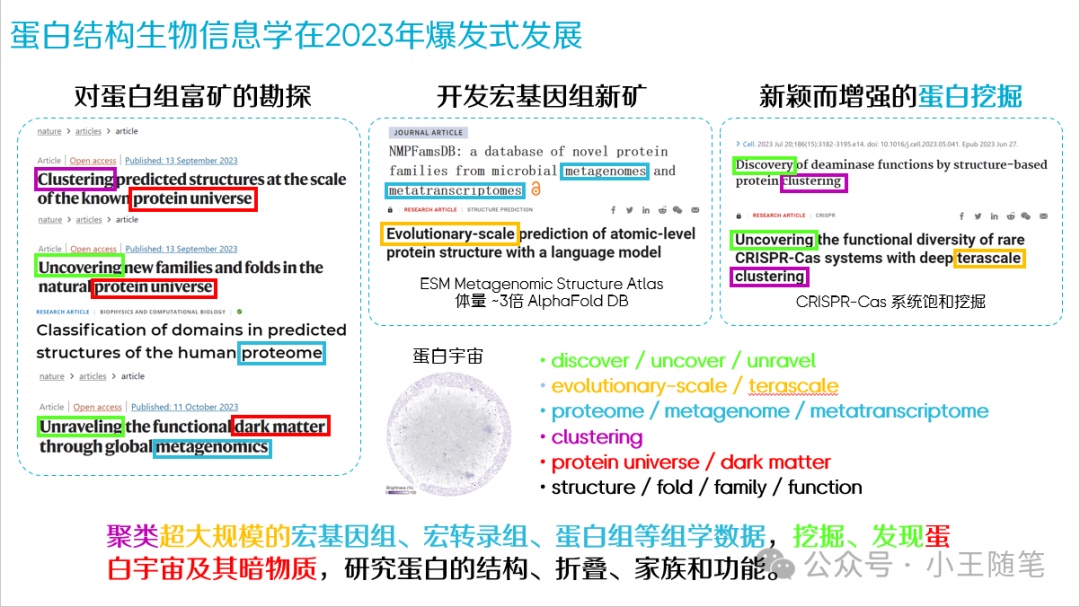 蛋白结构生物信息学在2023年爆发式发展
对蛋白组富矿的勘探
nature > articles > article
Article | Open access | Published: 13 September 2023
Clustering predicted structures at the scale
of the known protein universe
nature > articles > article
Article | Open access | Published: 13 September 2023
Uncovering new families and folds in the
natural protein universe
RESEARCH ARTICLE | BIOPHYSICS AND COMPUTATIONAL BIOLOGY |
Classification of domains in predicted
structures of the human proteome
nature > articles > article
Article | Open access | Published: 11 October 2023
Unraveling the functional dark matter
through global metagenomics
开发宏基因组新矿
JOURNAL ARTICLE
NMPFamsDB: a database of novel protein
families from microbial metagenomes and
metatranscriptomes
RESEARCH ARTICLE | STRUCTURE PREDICTION
Evolutionary-scale prediction of atomic-level
protein structure with a language model
ESM Metagenomic Structure Atlas
体量 ~3倍 AlphaFold DB
新颖而增强的蛋白挖掘
> Cell. 2023 Jul 20;186(15):3182-3195.e14. doi: 10.1016/j.cell.2023.05.041. Epub 2023 Jun 27.
Discovery of deaminase functions by structure-based
protein clustering
RESEARCH ARTICLE | CRISPR
Uncovering the functional diversity of rare
CRISPR-Cas systems with deep terascale
clustering
CRISPR-Cas 系统饱和挖掘
蛋白宇宙
Brightness (%)
• discover / uncover / unravel
• evolutionary-scale / terascale
• proteome / metagenome / metatranscriptome
• clustering
• protein universe / dark matter
• structure / fold / family / function
聚类超大规模的宏基因组、宏转录组、蛋白组等组学数据，挖掘、发现蛋
白宇宙及其暗物质，研究蛋白的结构、折叠、家族和功能。
公众号 · 小王随笔